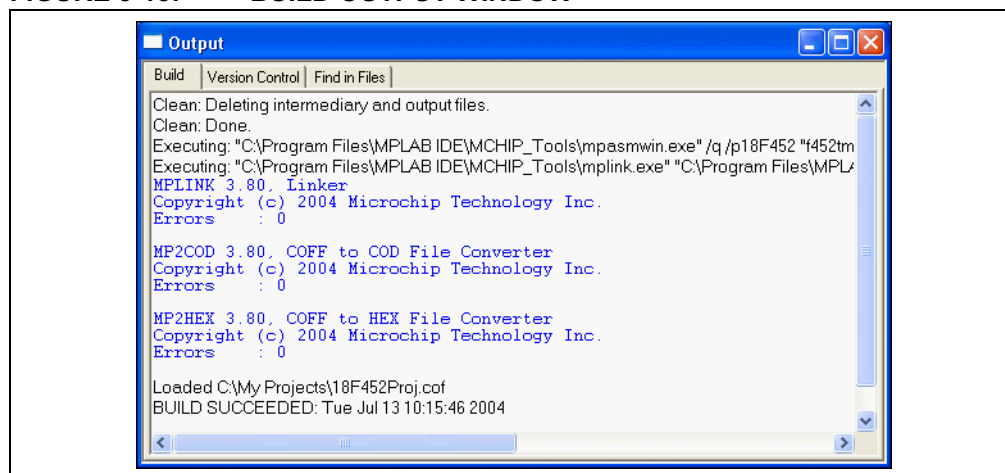 Output
Build Version Control Find in Files
Clean: Deleting intermediary and output files.
Clean: Done.
Executing: "C:\Program Files\MPLAB IDE\MCHIP_Tools\mpasmwin.exe" /q /p18F452 "f452tm
Executing: "C:\Program Files\MPLAB IDE\MCHIP_Tools\mplink.exe" "C:\Program Files\MPLA
MPLINK 3.80, Linker
Copyright (c) 2004 Microchip Technology Inc.
Errors : 0
MP2COD 3.80, COFF to COD File Converter
Copyright (c) 2004 Microchip Technology Inc.
Errors : 0
MP2HEX 3.80, COFF to HEX File Converter
Copyright (c) 2004 Microchip Technology Inc.
Errors : 0
Loaded C:\My Projects\18F452Proj.cof
BUILD SUCCEEDED: Tue Jul 13 10:15:46 2004